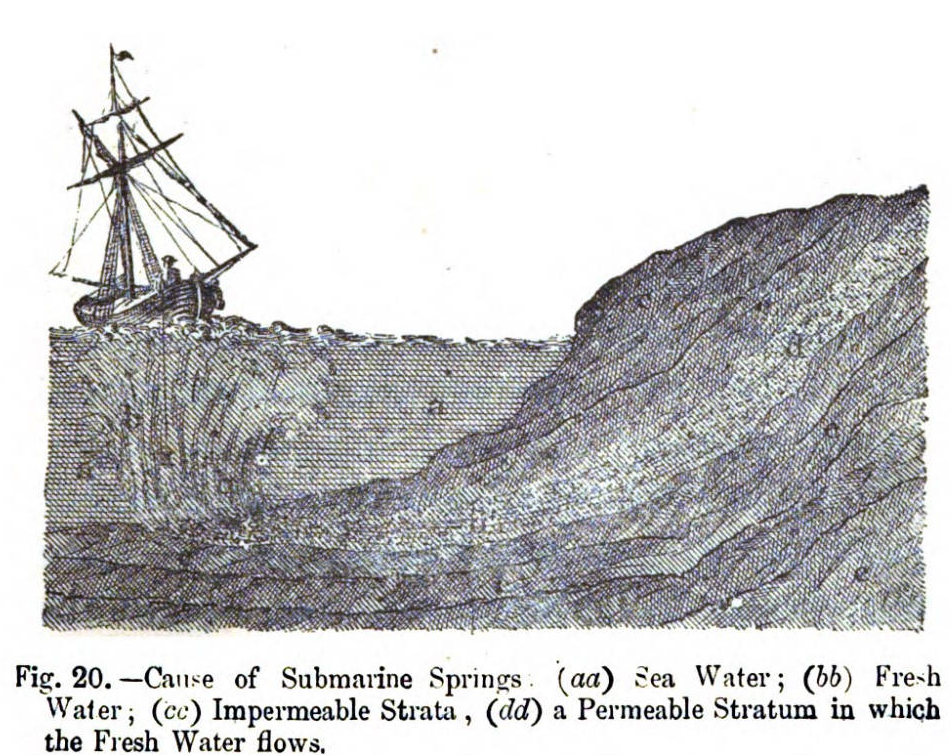 a
d
c
Fig. 20.—Cause of Submarine Springs. (aa) Sea Water; (bb) Fresh
Water; (cc) Impermeable Strata, (dd) a Permeable Stratum in which
the Fresh Water flows.